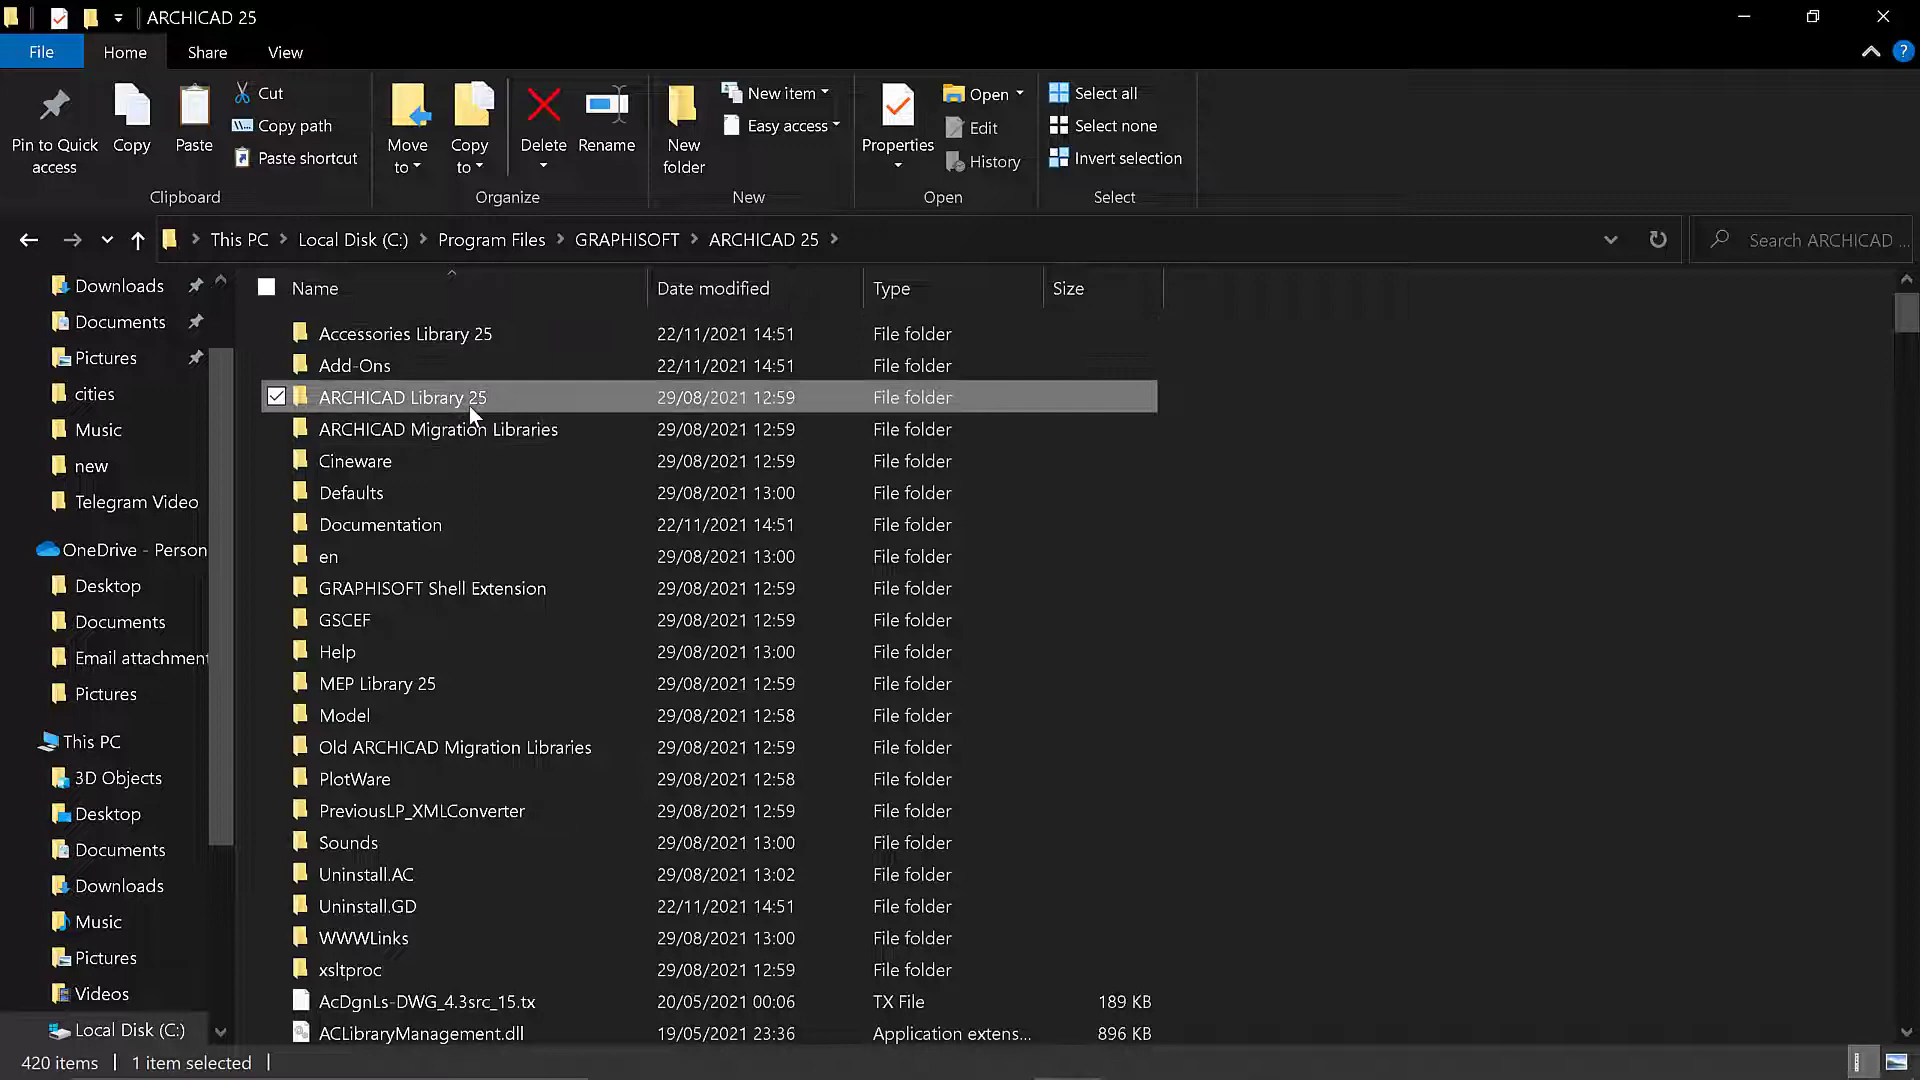 ARCHICAD 25
File Home Share View
Pin to Quick access
Copy
Paste
Cut
Copy path
Paste shortcut
Clipboard
Move to
Copy to
Delete
Rename
Organize
New folder
New item
Easy access
New
Properties
Open
Edit
History
Open
Select all
Select none
Invert selection
Select
This PC Local Disk (C:) Program Files GRAPHISOFT ARCHICAD 25
Search ARCHICAD ...
Downloads
Documents
Pictures
cities
Music
new
Telegram Video
OneDrive - Person
Desktop
Documents
Email attachment
Pictures
This PC
3D Objects
Desktop
Documents
Downloads
Music
Pictures
Videos
Local Disk (C:)
Name Date modified Type Size
Accessories Library 25 22/11/2021 14:51 File folder
Add-Ons 22/11/2021 14:51 File folder
ARCHICAD Library 25 29/08/2021 12:59 File folder
ARCHICAD Migration Libraries 29/08/2021 12:59 File folder
Cineware 29/08/2021 12:59 File folder
Defaults 29/08/2021 13:00 File folder
Documentation 22/11/2021 14:51 File folder
en 29/08/2021 13:00 File folder
GRAPHISOFT Shell Extension 29/08/2021 12:59 File folder
GSCEF 29/08/2021 12:59 File folder
Help 29/08/2021 13:00 File folder
MEP Library 25 29/08/2021 12:59 File folder
Model 29/08/2021 12:58 File folder
Old ARCHICAD Migration Libraries 29/08/2021 12:59 File folder
PlotWare 29/08/2021 12:58 File folder
PreviousLP_XMLConverter 29/08/2021 12:59 File folder
Sounds 29/08/2021 13:00 File folder
Uninstall.AC 29/08/2021 13:02 File folder
Uninstall.GD 22/11/2021 14:51 File folder
WWWLinks 29/08/2021 13:00 File folder
xsltproc 29/08/2021 12:59 File folder
AcDgnLs-DWG_4.3src_15.tx 20/05/2021 00:06 TX File 189 KB
ACLibraryManagement.dll 19/05/2021 23:36 Application extens... 896 KB
420 items 1 item selected